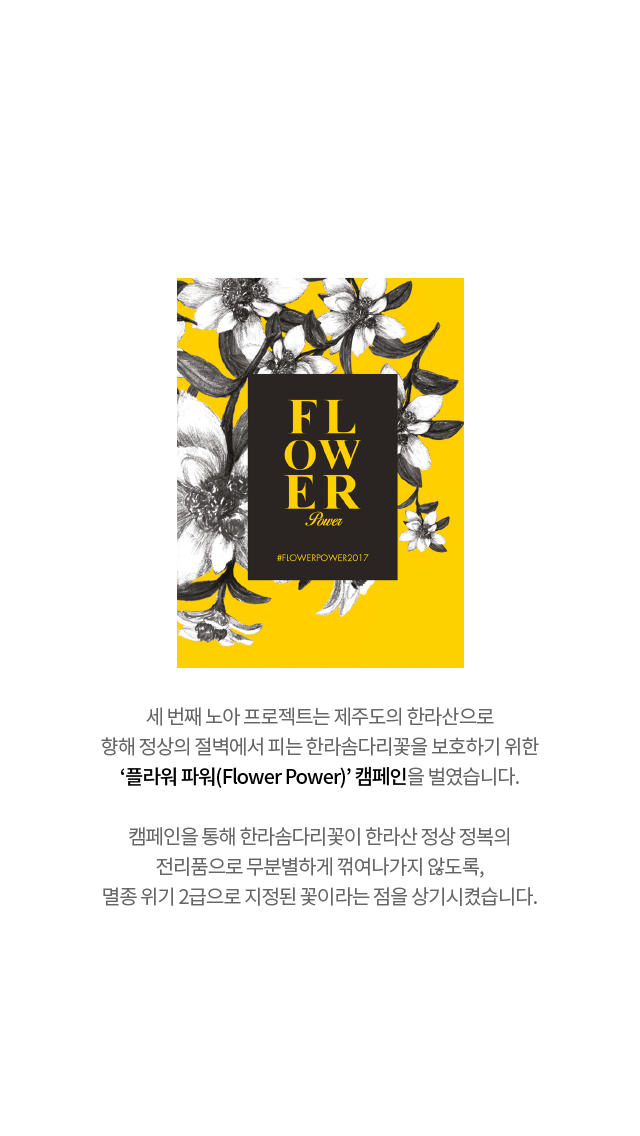 FL
OW
ER
Power
#FLOWERPOWER2017
세 번째 노아 프로젝트는 제주도의 한라산으로
향해 정상의 절벽에서 피는 한라솜다리꽃을 보호하기 위한
‘플라워 파워(Flower Power)’ 캠페인을 벌였습니다.
캠페인을 통해 한라솜다리꽃이 한라산 정상 정복의
전리품으로 무분별하게 꺾여나가지 않도록,
멸종 위기 2급으로 지정된 꽃이라는 점을 상기시켰습니다.